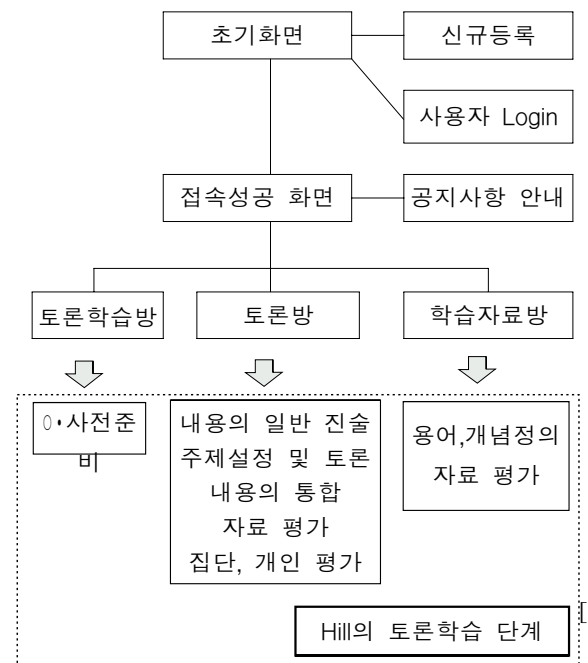 초기화면
신규등록
사용자 Login
접속성공 화면
공지사항 안내
토론학습방
토론방
학습자료방
0•사전준
비
내용의 일반 진술
주제설정 및 토론
내용의 통합
자료 평가
집단, 개인 평가
용어,개념정의
자료 평가
Hill의 토론학습 단계
[